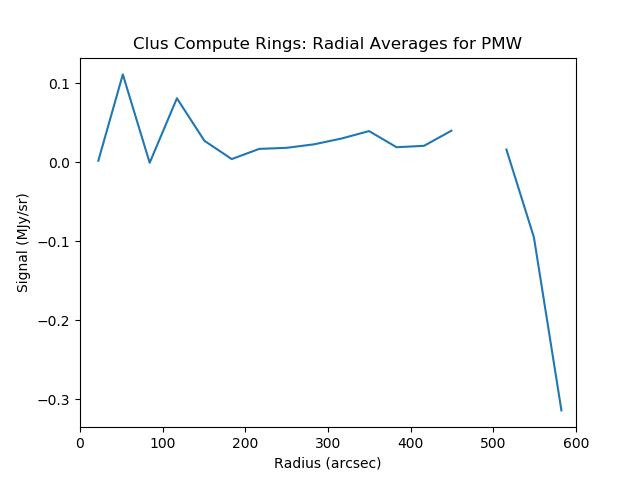 Clus Compute Rings: Radial Averages for PMW
0.1
0.0
−0.1
−0.2
−0.3
Signal (MJy/sr)
0 100 200 300 400 500 600
Radius (arcsec)